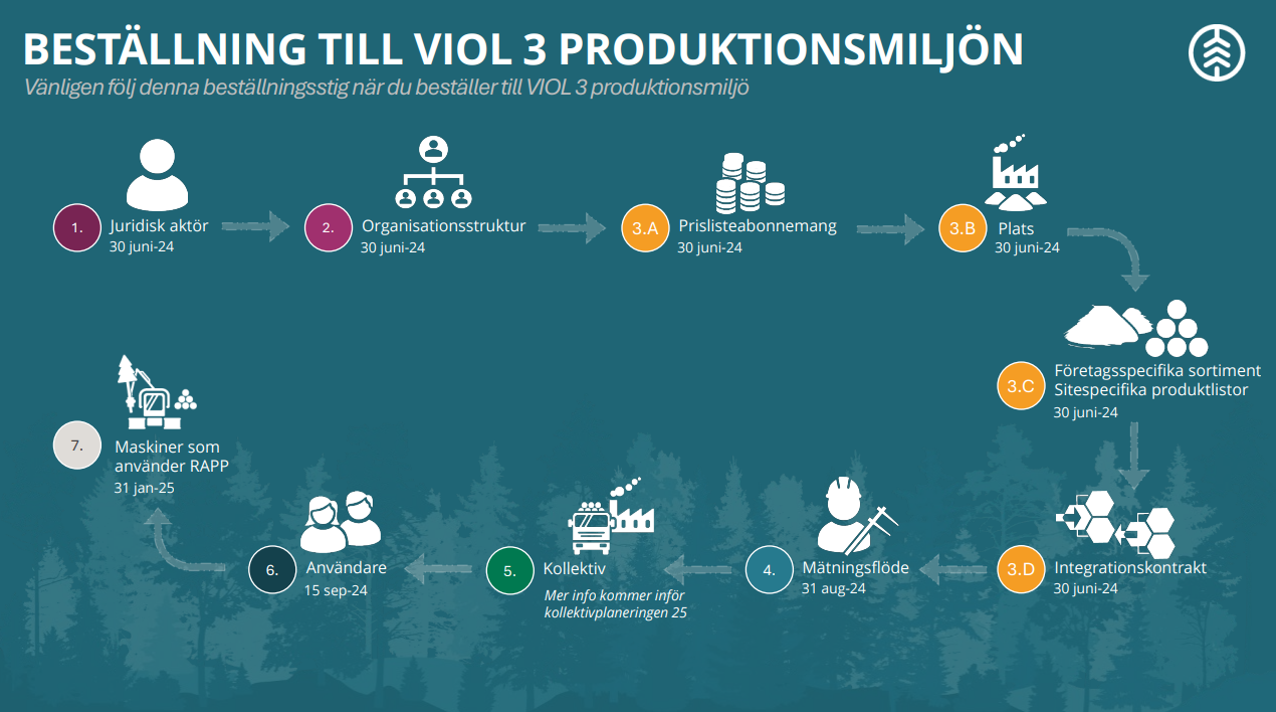 BESTÄLLNING TILL VIOL 3 PRODUKTIONSMILJÖN
Vänligen följ denna beställningsstig när du beställer till VIOL 3 produktionsmiljö
1.
Juridisk aktör
30 juni-24
2.
Organisationsstruktur
30 juni-24
3.A
Prislisteabonnemang
30 juni-24
3.B
Plats
30 juni-24
3.C
Företagsspecifika sortiment
Sitespecifika produktlistor
30 juni-24
3.D
Integrationskontrakt
30 juni-24
4.
Mätningsflöde
31 aug-24
5.
Kollektiv
Mer info kommer inför
kollektivplaneringen 25
6.
Användare
15 sep-24
7.
Maskiner som
använder RAPP
31 jan-25